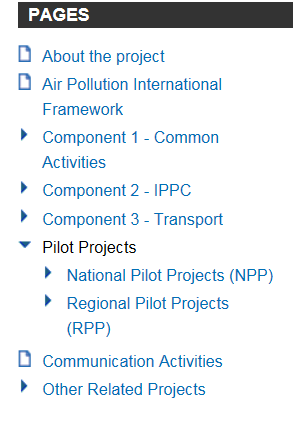 PAGES
About the project
Air Pollution International
Framework
Component 1 - Common
Activities
Component 2 - IPPC
Component 3 - Transport
Pilot Projects
National Pilot Projects (NPP)
Regional Pilot Projects
(RPP)
Communication Activities
Other Related Projects